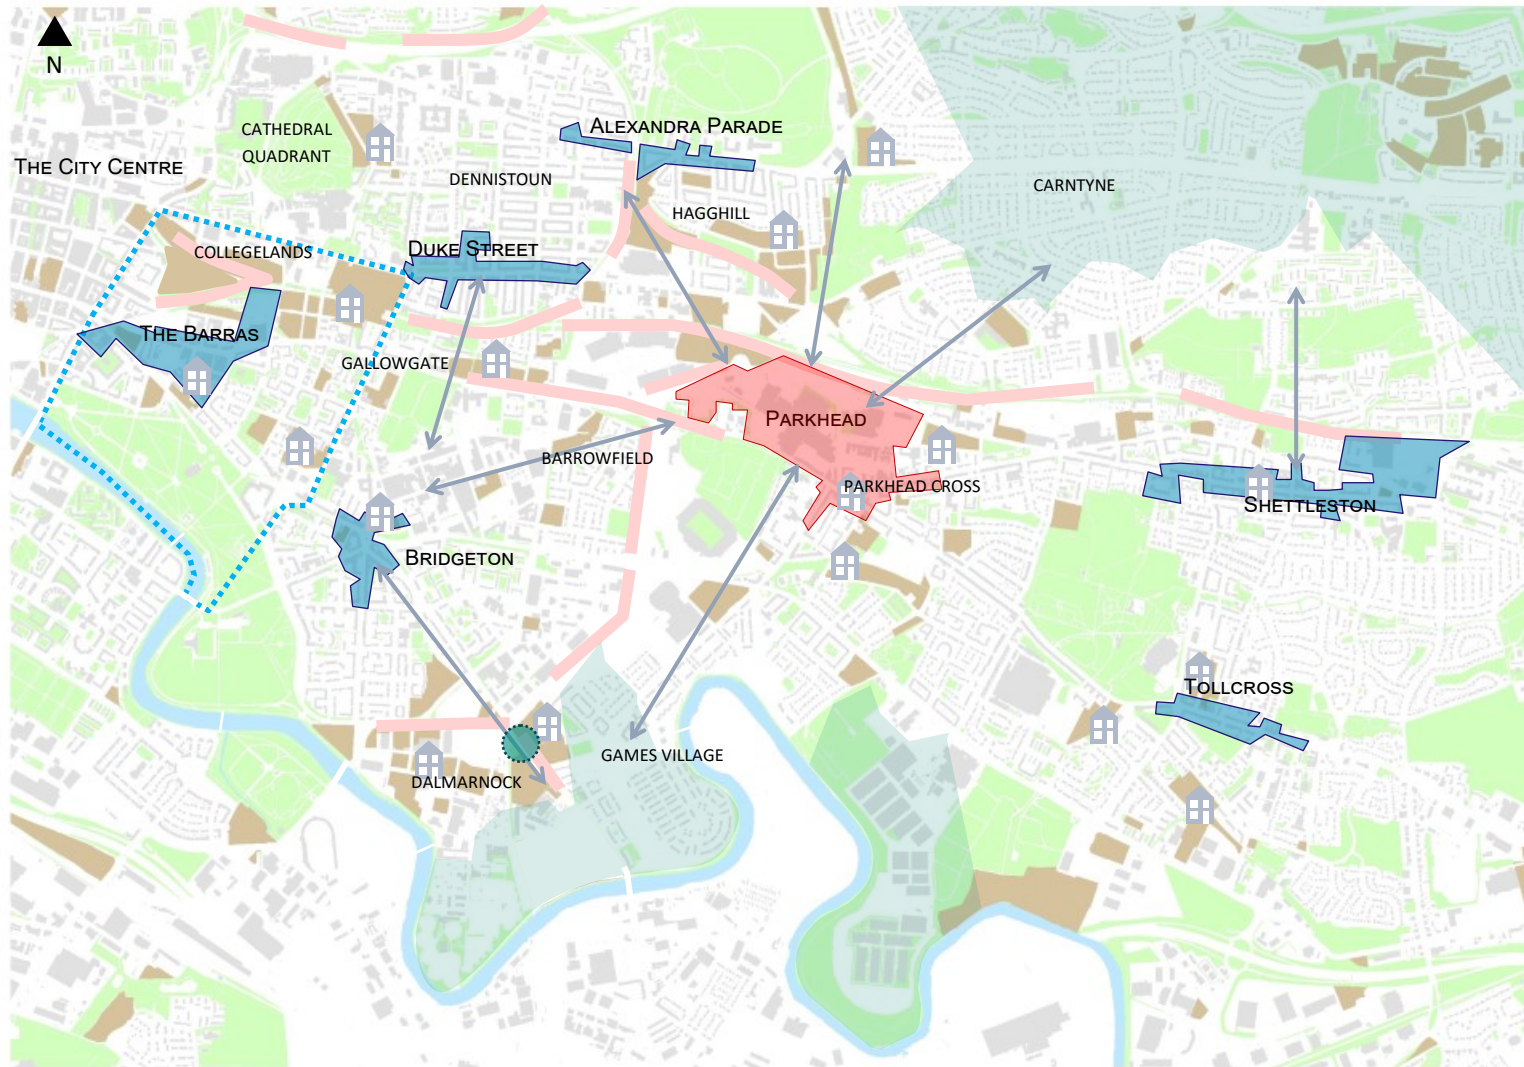 N
ALEXANDRA PARADE
CATHEDRAL
QUADRANT
THE CITY CENTRE
DENNISTOUN
CARNTYNE
HAGGHILL
DUKE STREET
COLLEGELANDS
THE BARRAS
GALLOWGATE
PARKHEAD
BARROWFIELD
PARKHEAD CROSS
SHETTLESTON
BRIDGETON
TOLLCROSS
GAMES VILLAGE
DALMARNOCK